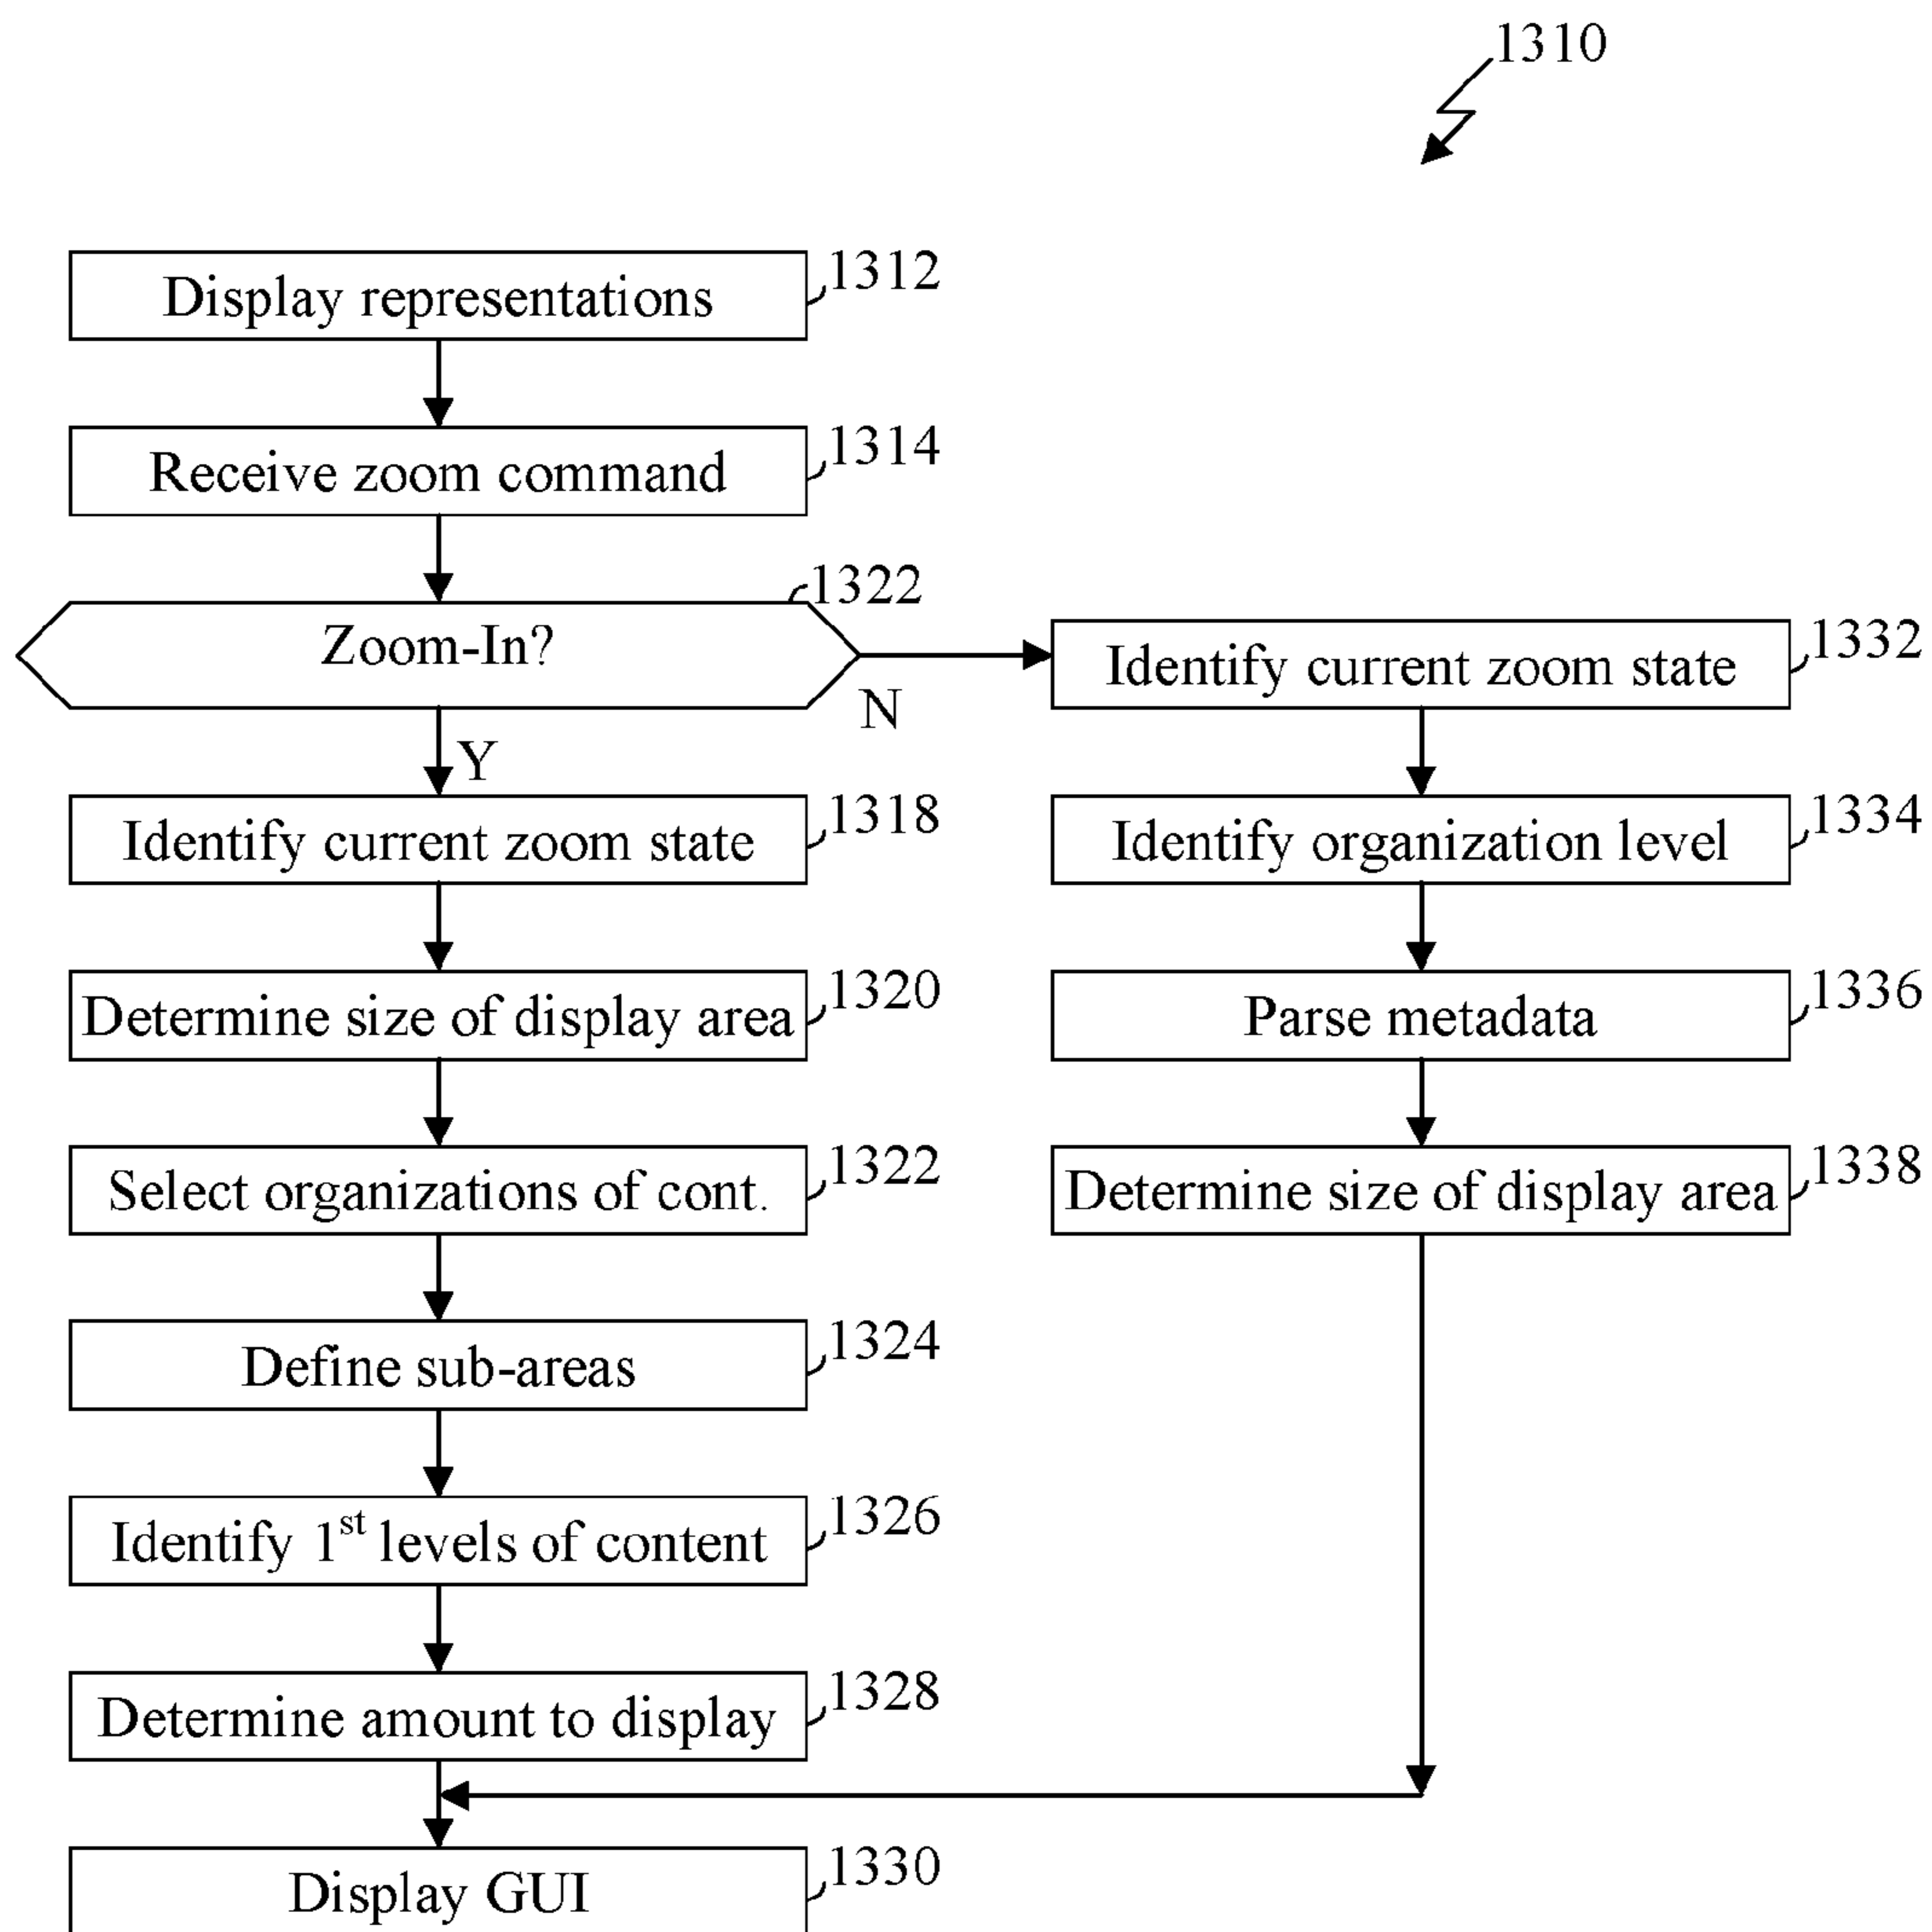 1310
Display representations
1312
Receive zoom command
1314
Zoom-In?
1322
N
Y
Identify current zoom state
1318
Determine size of display area
1320
Select organizations of cont.
1322
Define sub-areas
1324
Identify 1st levels of content
1326
Determine amount to display
1328
Display GUI
1330
Identify current zoom state
1332
Identify organization level
1334
Parse metadata
1336
Determine size of display area
1338